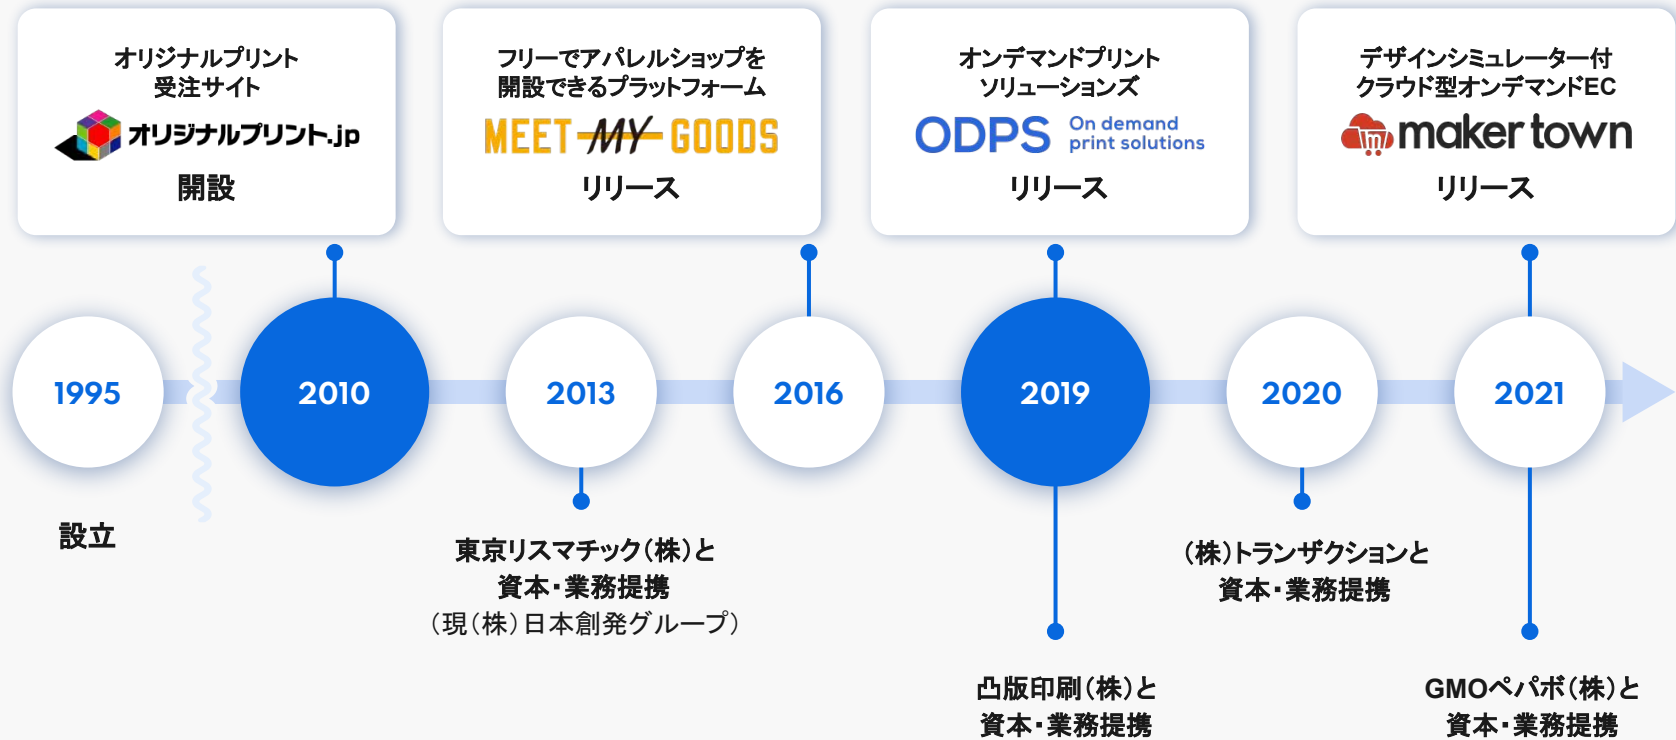 オリジナルプリント
受注サイト
オリジナルプリント.jp
開設
フリーでアパレルショップを
開設できるプラットフォーム
MEET MY GOODS
リリース
オンデマンドプリント
ソリューションズ
ODPS On demand
print solutions
リリース
デザインシミュレーター付
クラウド型オンデマンドEC
m maker town
リリース
1995
2010
2013
2016
2019
2020
2021
設立
東京リスマチック（株）と
資本・業務提携
（現（株）日本創発グループ）
凸版印刷（株）と
資本・業務提携
（株）トランザクションと
資本・業務提携
GMOペパボ（株）と
資本・業務提携